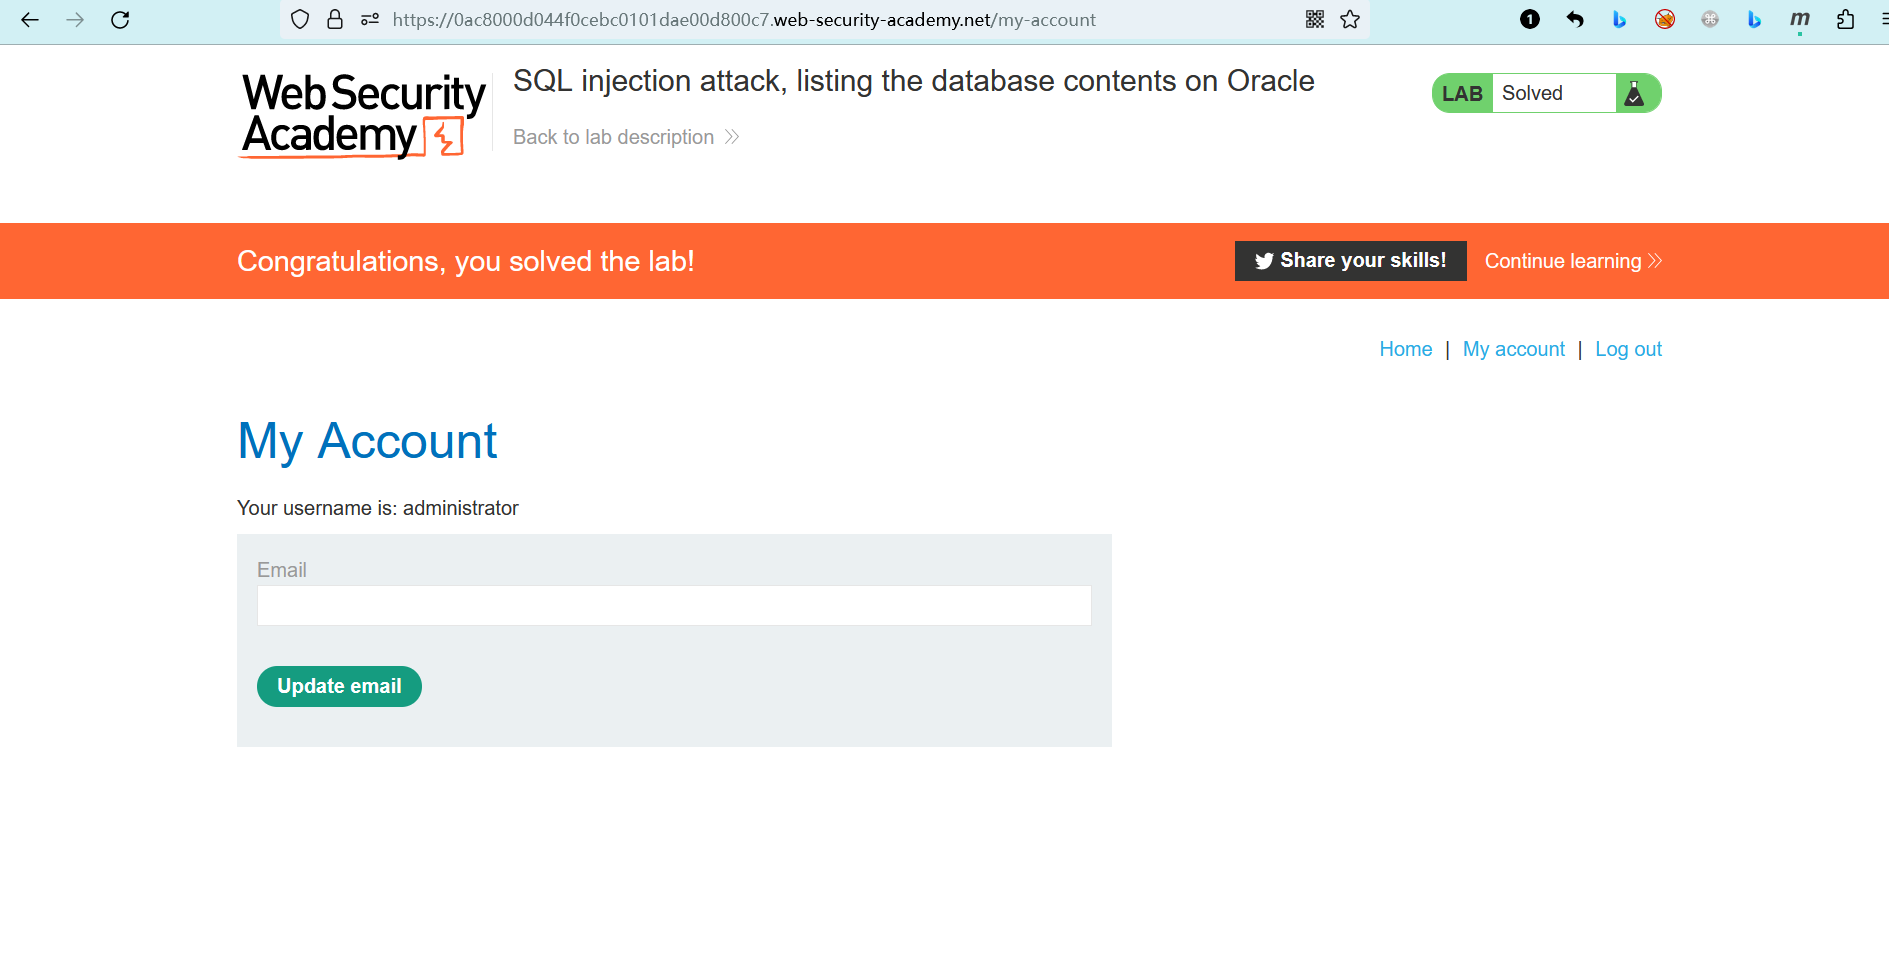 https://0ac8000d044f0cebc0101dae00d800c7.web-security-academy.net/my-account
Web Security
Academy
SQL injection attack, listing the database contents on Oracle
Back to lab description
LAB Solved
Congratulations, you solved the lab!
Share your skills!
Continue learning
Home | My account | Log out
My Account
Your username is: administrator
Email
Update email